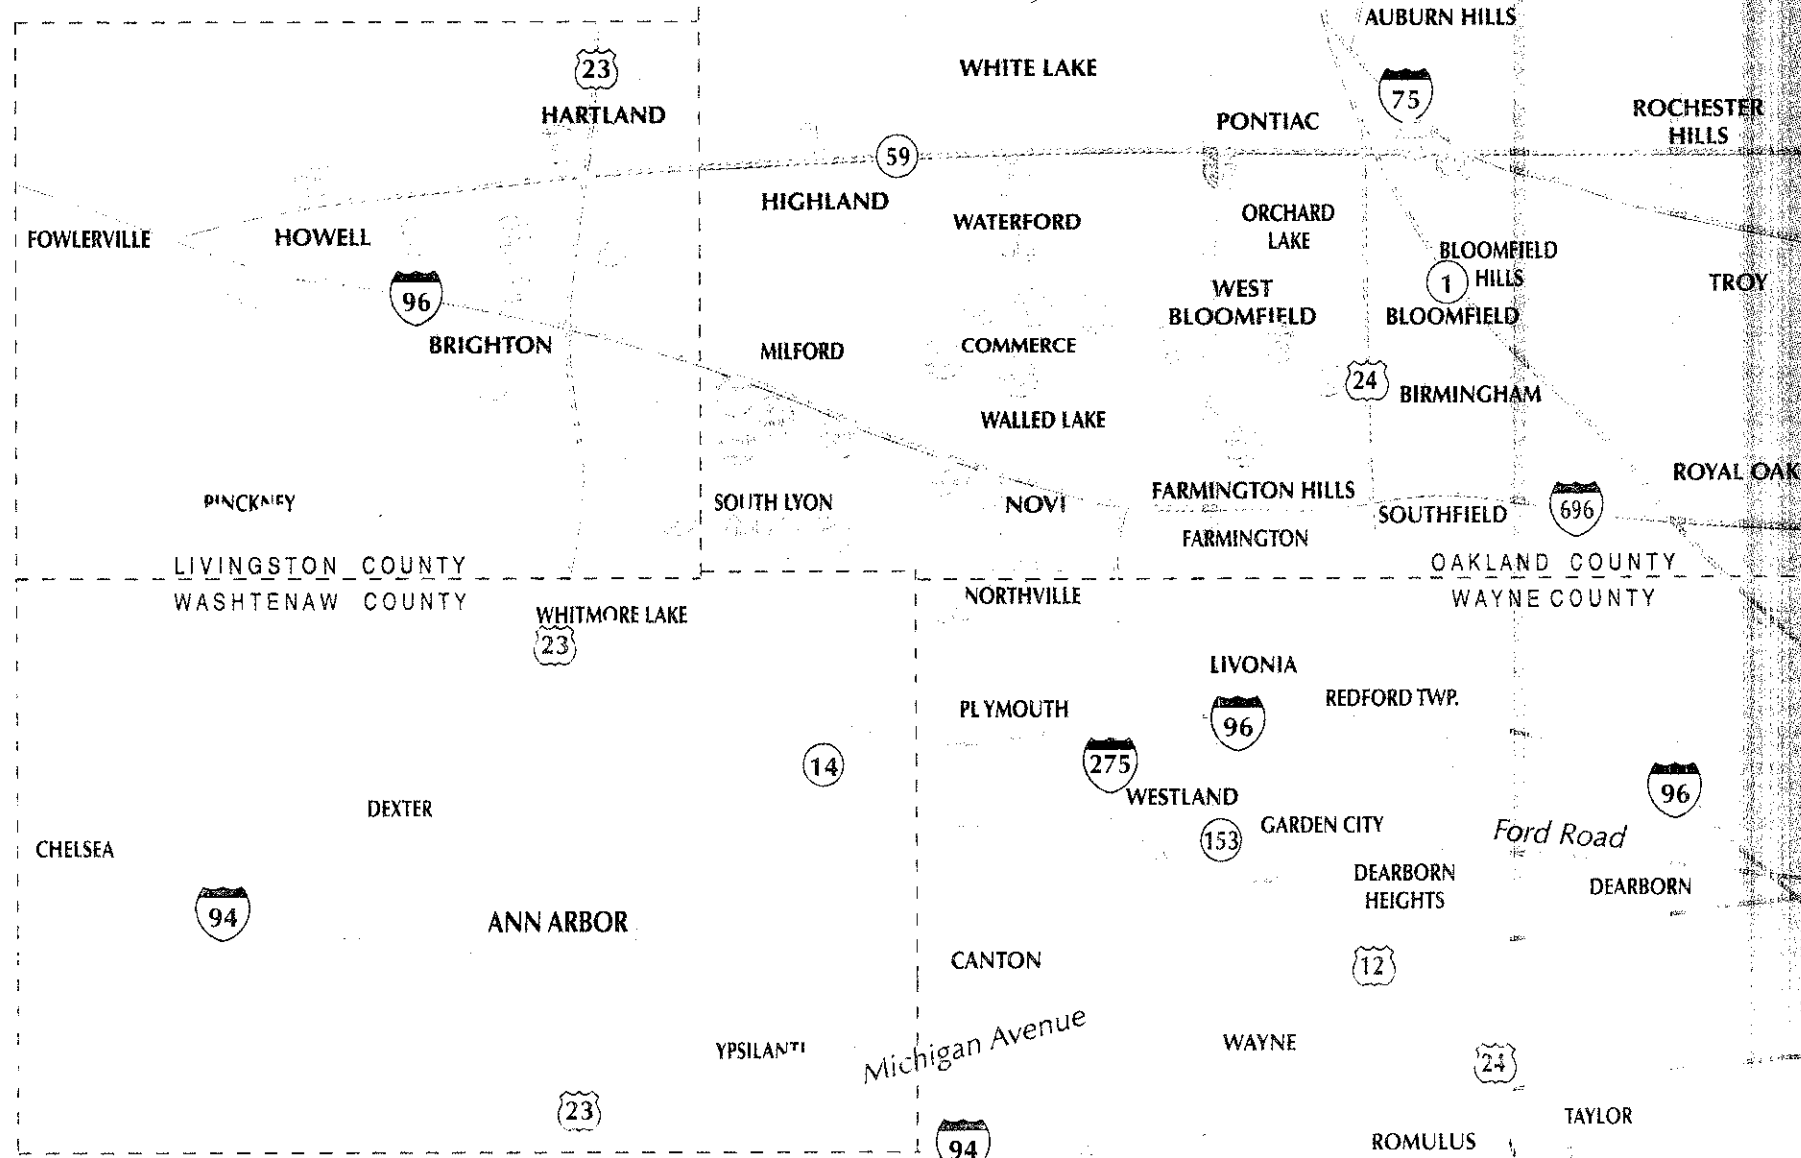 AUBURN HILLS
23
WHITE LAKE
75
HARTLAND
PONTIAC
ROCHESTER
HILLS
59
HIGHLAND
WATERFORD
ORCHARD
LAKE
FOWLERVILLE
HOWELL
BLOOMFIELD
HILLS
1
96
WEST
BLOOMFIELD
BLOOMFIELD
TROY
BRIGHTON
MILFORD
COMMERCE
24
BIRMINGHAM
WALLED LAKE
ROYAL OAK
PINCKNEY
SOUTH LYON
NOVI
FARMINGTON HILLS
SOUTHFIELD
696
FARMINGTON
LIVINGSTON COUNTY
OAKLAND COUNTY
WASHTENAW COUNTY
WAYNE COUNTY
NORTHVILLE
WHITMORE LAKE
23
LIVONIA
REDFORD TWP.
PLYMOUTH
96
275
14
96
WESTLAND
DEXTER
153
GARDEN CITY
Ford Road
CHELSEA
DEARBORN
HEIGHTS
DEARBORN
94
ANN ARBOR
CANTON
12
Michigan Avenue
WAYNE
YPSILANTI
24
23
TAYLOR
94
ROMULUS